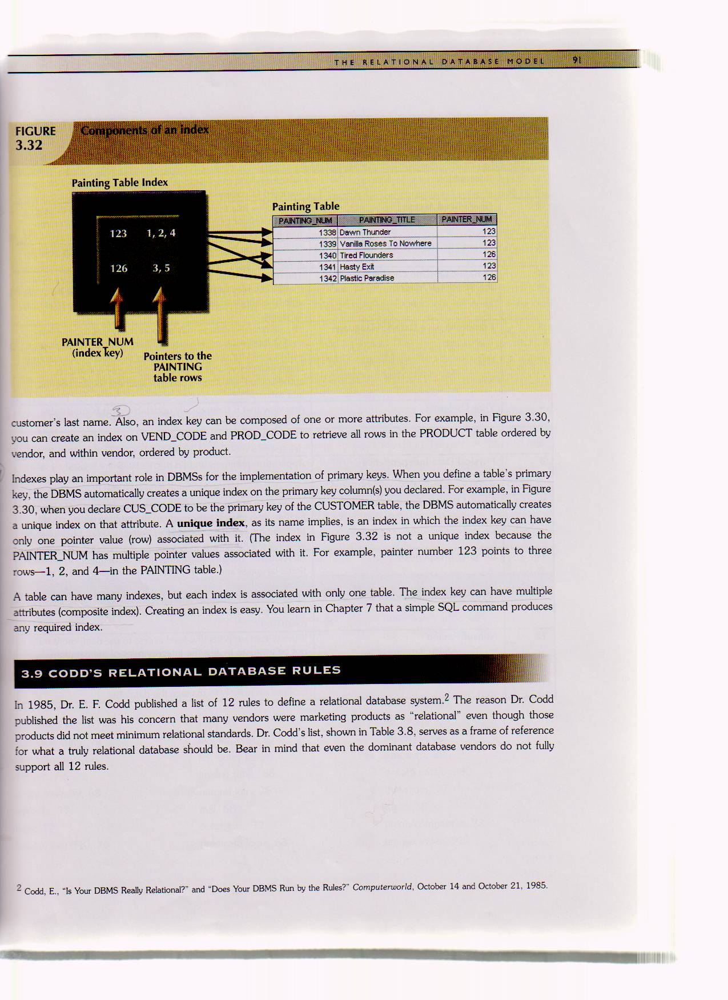 THE RELATIONAL DATABASE MODEL 91
FIGURE
3.32
Components of an index
Painting Table Index
123 1, 2, 4
126 3, 5
PAINTER_NUM
(index key)
Pointers to the
PAINTING
table rows
Painting Table
PAINTING_NUM PAINTING_TITLE PAINTER_NUM
1338 Dawn Thunder 123
1339 Vanilla Roses To Nowhere 123
1340 Tired Flounders 126
1341 Hasty Exit 123
1342 Plastic Paradise 126
3
customer's last name. Also, an index key can be composed of one or more attributes. For example, in Figure 3.30,
you can create an index on VEND_CODE and PROD_CODE to retrieve all rows in the PRODUCT table ordered by
vendor, and within vendor, ordered by product.
Indexes play an important role in DBMSs for the implementation of primary keys. When you define a table's primary
key, the DBMS automatically creates a unique index on the primary key column(s) you declared. For example, in Figure
3.30, when you declare CUS_CODE to be the primary key of the CUSTOMER table, the DBMS automatically creates
a unique index on that attribute. A unique index, as its name implies, is an index in which the index key can have
only one pointer value (row) associated with it. (The index in Figure 3.32 is not a unique index because the
PAINTER_NUM has multiple pointer values associated with it. For example, painter number 123 points to three
rows—1, 2, and 4—in the PAINTING table.)
A table can have many indexes, but each index is associated with only one table. The index key can have multiple
attributes (composite index). Creating an index is easy. You learn in Chapter 7 that a simple SQL command produces
any required index.
3.9 CODD'S RELATIONAL DATABASE RULES
In 1985, Dr. E. F. Codd published a list of 12 rules to define a relational database system.2 The reason Dr. Codd
published the list was his concern that many vendors were marketing products as "relational" even though those
products did not meet minimum relational standards. Dr. Codd's list, shown in Table 3.8, serves as a frame of reference
for what a truly relational database should be. Bear in mind that even the dominant database vendors do not fully
support all 12 rules.
2 Codd, E., "Is Your DBMS Really Relational?" and "Does Your DBMS Run by the Rules?" Computerworld, October 14 and October 21, 1985.